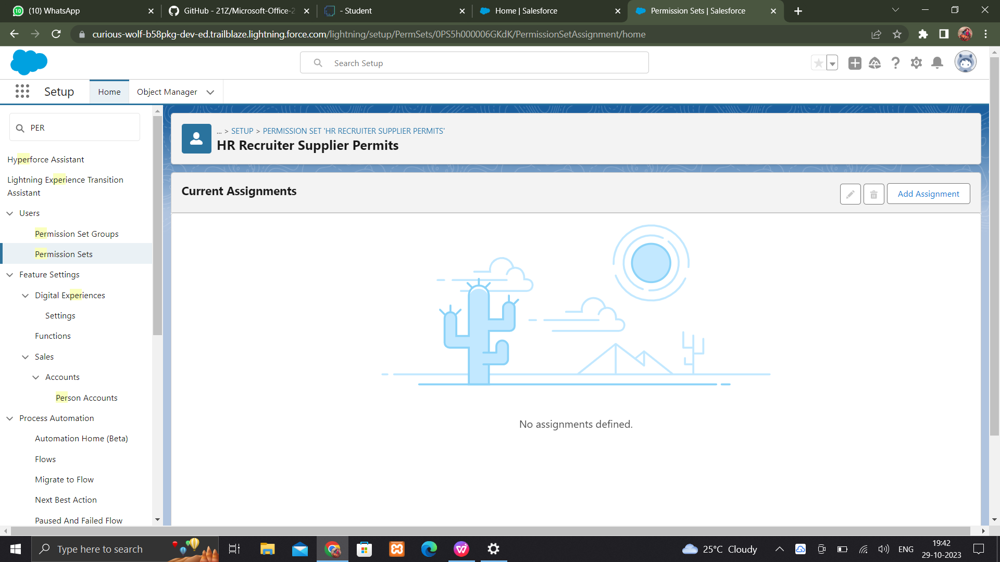 (10) WhatsApp
GitHub - 21Z/Microsoft-Office-2
- Student
Home | Salesforce
Permission Sets | Salesforce
curious-wolf-b58pkg-dev-ed.trailblaze.lightning.force.com/lightning/setup/PermSets/0PS5h000006GKdK/PermissionSetAssignment/home
Search Setup
Setup
Home
Object Manager
PER
Hyperforce Assistant
Lightning Experience Transition
Assistant
Users
Permission Set Groups
Permission Sets
Feature Settings
Digital Experiences
Settings
Functions
Sales
Accounts
Person Accounts
Process Automation
Automation Home (Beta)
Flows
Migrate to Flow
Next Best Action
Paused And Failed Flow
... > SETUP > PERMISSION SET 'HR RECRUITER SUPPLIER PERMITS'
HR Recruiter Supplier Permits
Current Assignments
Add Assignment
No assignments defined.
Type here to search
25°C Cloudy
ENG
19:42
29-10-2023